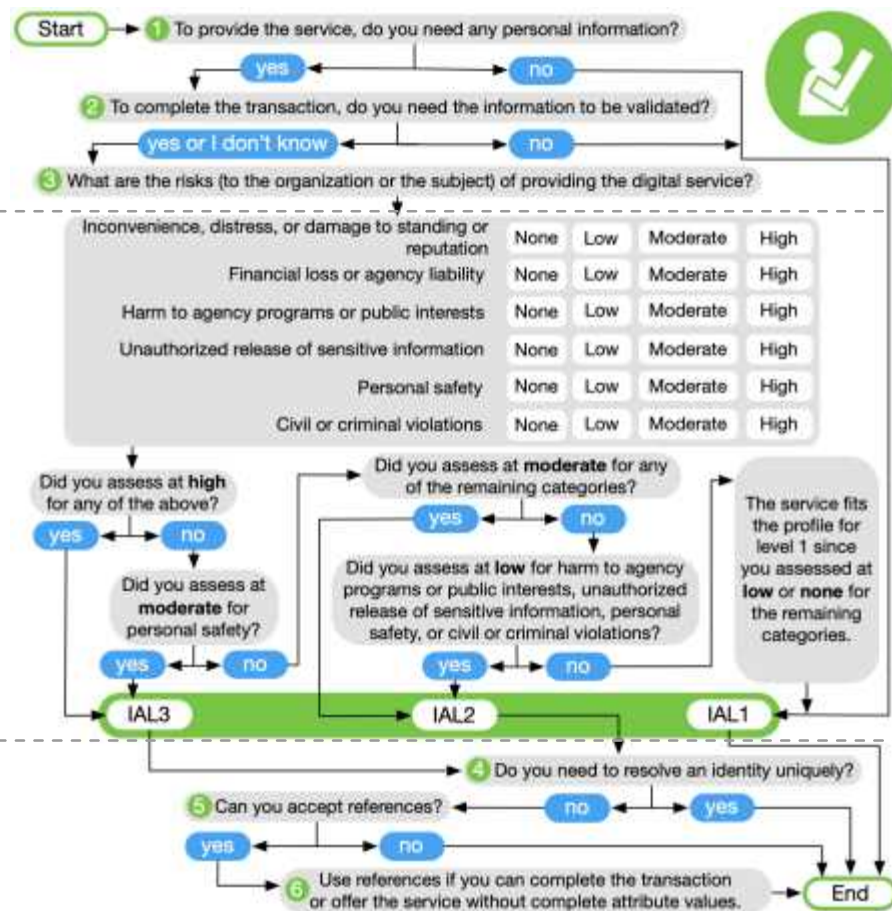 Start
1 To provide the service, do you need any personal information?
yes
no
2 To complete the transaction, do you need the information to be validated?
yes or I don't know
no
3 What are the risks (to the organization or the subject) of providing the digital service?
Inconvenience, distress, or damage to standing or
reputation
None Low Moderate High
Financial loss or agency liability
None Low Moderate High
Harm to agency programs or public interests
None Low Moderate High
Unauthorized release of sensitive information
None Low Moderate High
Personal safety
None Low Moderate High
Civil or criminal violations
None Low Moderate High
Did you assess at high
for any of the above?
yes
no
Did you assess at
moderate for
personal safety?
yes
no
Did you assess at moderate for any
of the remaining categories?
yes
no
Did you assess at low for harm to agency
programs or public interests, unauthorized
release of sensitive information, personal
safety, or civil or criminal violations?
yes
no
The service fits
the profile for
level 1 since
you assessed at
low or none for
the remaining
categories.
IAL3
IAL2
IAL1
4 Do you need to resolve an identity uniquely?
no
yes
5 Can you accept references?
yes
no
6 Use references if you can complete the transaction
or offer the service without complete attribute values.
End